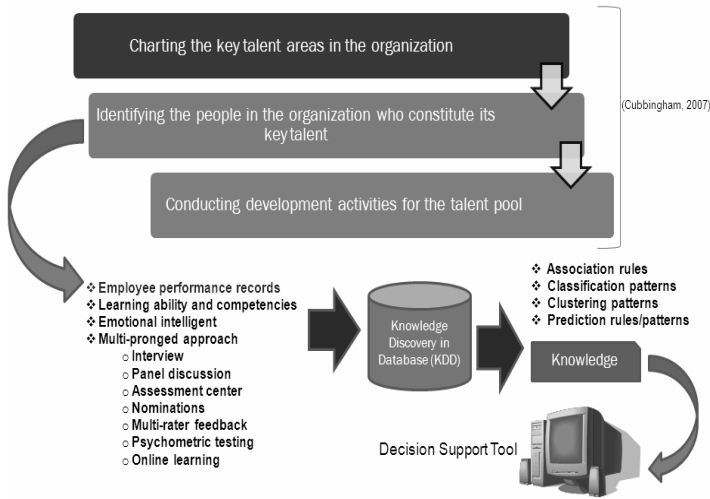 Charting the key talent areas in the organization
Identifying the people in the organization who constitute its
key talent
(Cubbingham, 2007)
Conducting development activities for the talent pool
❖ Employee performance records
❖ Learning ability and competencies
❖ Emotional intelligent
❖ Multi-pronged approach
o Interview
o Panel discussion
o Assessment center
o Nominations
o Multi-rater feedback
o Psychometric testing
o Online learning
Knowledge
Discovery in
Database (KDD)
❖ Association rules
❖ Classification patterns
❖ Clustering patterns
❖ Prediction rules/patterns
Knowledge
Decision Support Tool